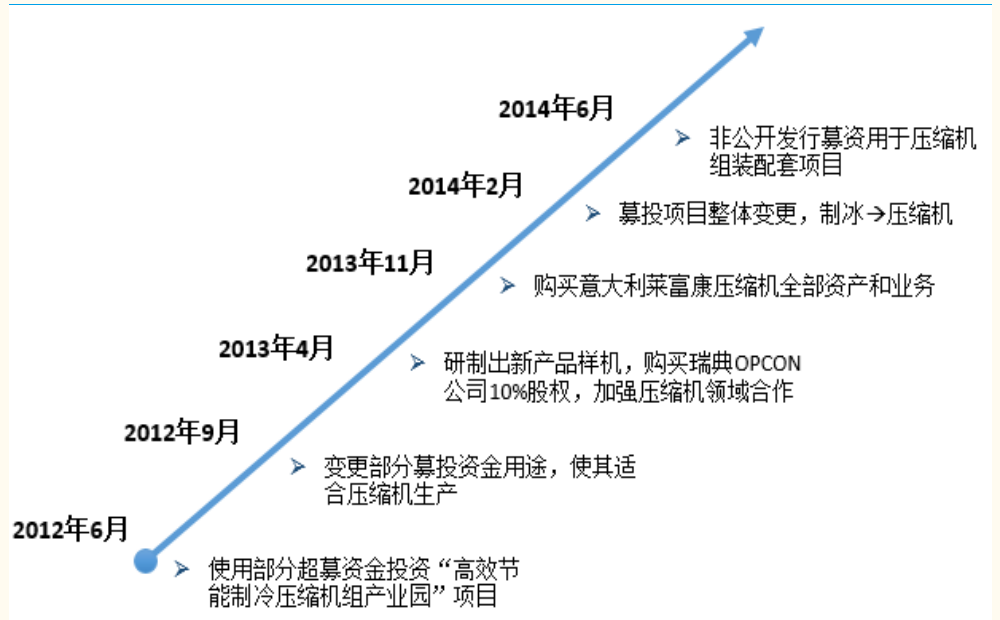 2014年6月
非公开发行募资用于压缩机
组装配套项目
2014年2月
募投项目整体变更，制冰→压缩机
2013年11月
购买意大利莱富康压缩机全部资产和业务
2013年4月
研制出新产品样机，购买瑞典OPCON
公司10%股权，加强压缩机领域合作
2012年9月
变更部分募投资金用途，使其适
合压缩机生产
2012年6月
使用部分超募资金投资“高效节
能制冷压缩机组产业园”项目